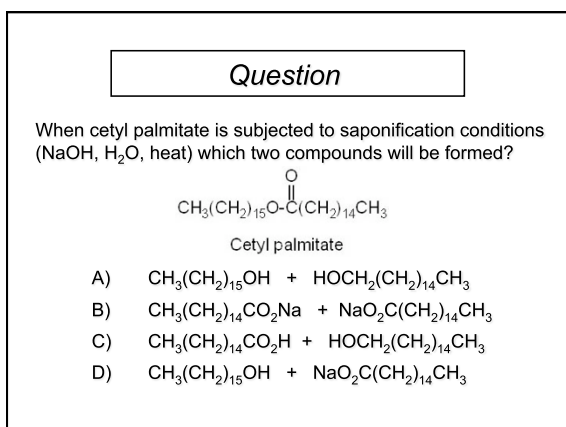 Question
When cetyl palmitate is subjected to saponification conditions
(NaOH, H₂O, heat) which two compounds will be formed?
O
CH₃(CH₂)₁₅O-C(CH₂)₁₄CH₃
Cetyl palmitate
A) CH₃(CH₂)₁₅OH + HOCH₂(CH₂)₁₄CH₃
B) CH₃(CH₂)₁₄CO₂Na + NaO₂C(CH₂)₁₄CH₃
C) CH₃(CH₂)₁₄CO₂H + HOCH₂(CH₂)₁₄CH₃
D) CH₃(CH₂)₁₅OH + NaO₂C(CH₂)₁₄CH₃